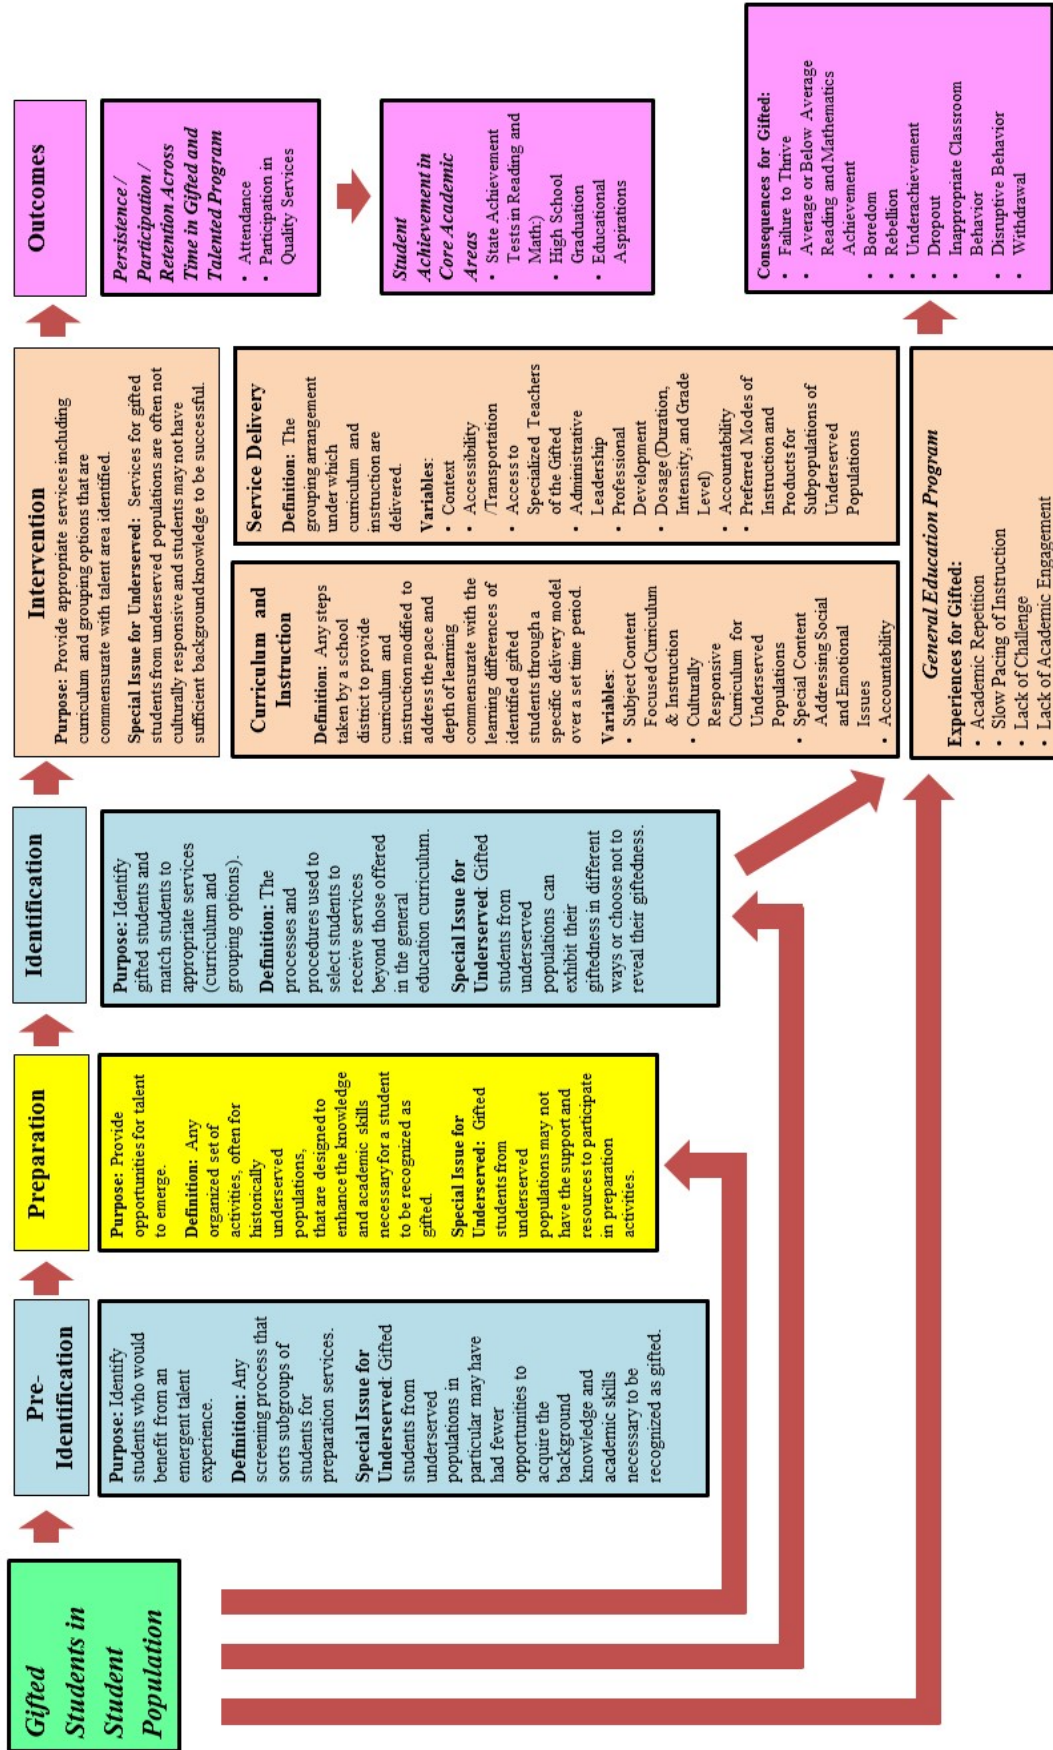 Gifted
Students in
Student
Population
Pre-
Identification
Purpose: Identify
students who would
benefit from an
emergent talent
experience.
Definition: Any
screening process that
sorts subgroups of
students for
preparation services.
Special Issue for
Underserved: Gifted
students from
underserved
populations in
particular may have
had fewer
opportunities to
acquire the
background
knowledge and
academic skills
necessary to be
recognized as gifted.
Preparation
Purpose: Provide
opportunities for talent
to emerge.
Definition: Any
organized set of
activities, often for
historically
underserved
populations,
that are designed to
enhance the knowledge
and academic skills
necessary for a student
to be recognized as
gifted.
Special Issue for
Underserved: Gifted
students from
underserved
populations may not
have the support and
resources to participate
in preparation
activities.
Identification
Purpose: Identify
gifted students and
match students to
appropriate services
(curriculum and
grouping options).
Definition: The
processes and
procedures used to
select students to
receive services
beyond those offered
in the general
education curriculum.
Special Issue for
Underserved: Gifted
students from
underserved
populations can
exhibit their
giftedness in different
ways or choose not to
reveal their giftedness.
Intervention
Purpose: Provide appropriate services including
curriculum and grouping options that are
commensurate with talent area identified.
Special Issue for Underserved: Services for gifted
students from underserved populations are often not
culturally responsive and students may not have
sufficient background knowledge to be successful.
Curriculum and
Instruction
Definition: Any steps
taken by a school
district to provide
curriculum and
instruction modified to
address the pace and
depth of learning
commensurate with the
learning differences of
identified gifted
students through a
specific delivery model
over a set time period.
Variables:
• Subject Content
Focused Curriculum
& Instruction
• Culturally
Responsive
Curriculum for
Underserved
Populations
• Special Content
Addressing Social
and Emotional
Issues
• Accountability
Service Delivery
Definition: The
grouping arrangement
under which
curriculum and
instruction are
delivered.
Variables:
• Context
• Accessibility
/Transportation
• Access to
Specialized Teachers
of the Gifted
• Administrative
Leadership
• Professional
Development
• Dosage (Duration,
Intensity, and Grade
Level)
• Accountability
• Preferred Modes of
Instruction and
Products for
Subpopulations of
Underserved
Populations
General Education Program
Experiences for Gifted:
• Academic Repetition
• Slow Pacing of Instruction
• Lack of Challenge
• Lack of Academic Engagement
Outcomes
Persistence /
Participation /
Retention Across
Time in Gifted and
Talented Program
• Attendance
• Participation in
Quality Services
Student
Achievement in
Core Academic
Areas
• State Achievement
Tests in Reading and
Math:)
• High School
Graduation
• Educational
Aspirations
Consequences for Gifted:
• Failure to Thrive
• Average or Below Average
Reading and Mathematics
Achievement
• Boredom
• Rebellion
• Underachievement
• Dropout
• Inappropriate Classroom
Behavior
• Disruptive Behavior
• Withdrawal